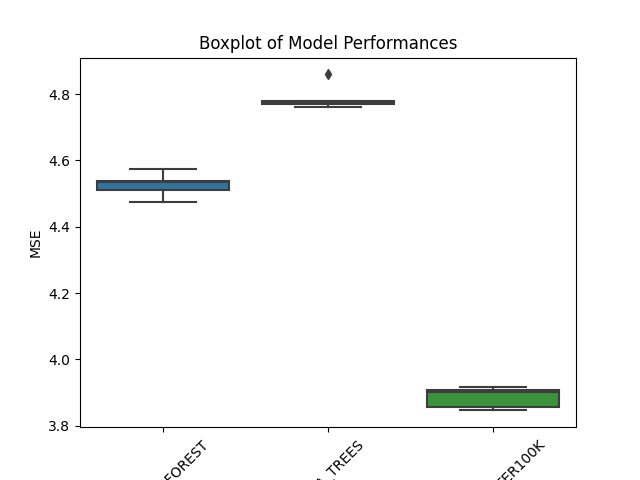 Boxplot of Model Performances
MSE
4.8
4.6
4.4
4.2
4.0
3.8
FOREST
TREES
ER100K